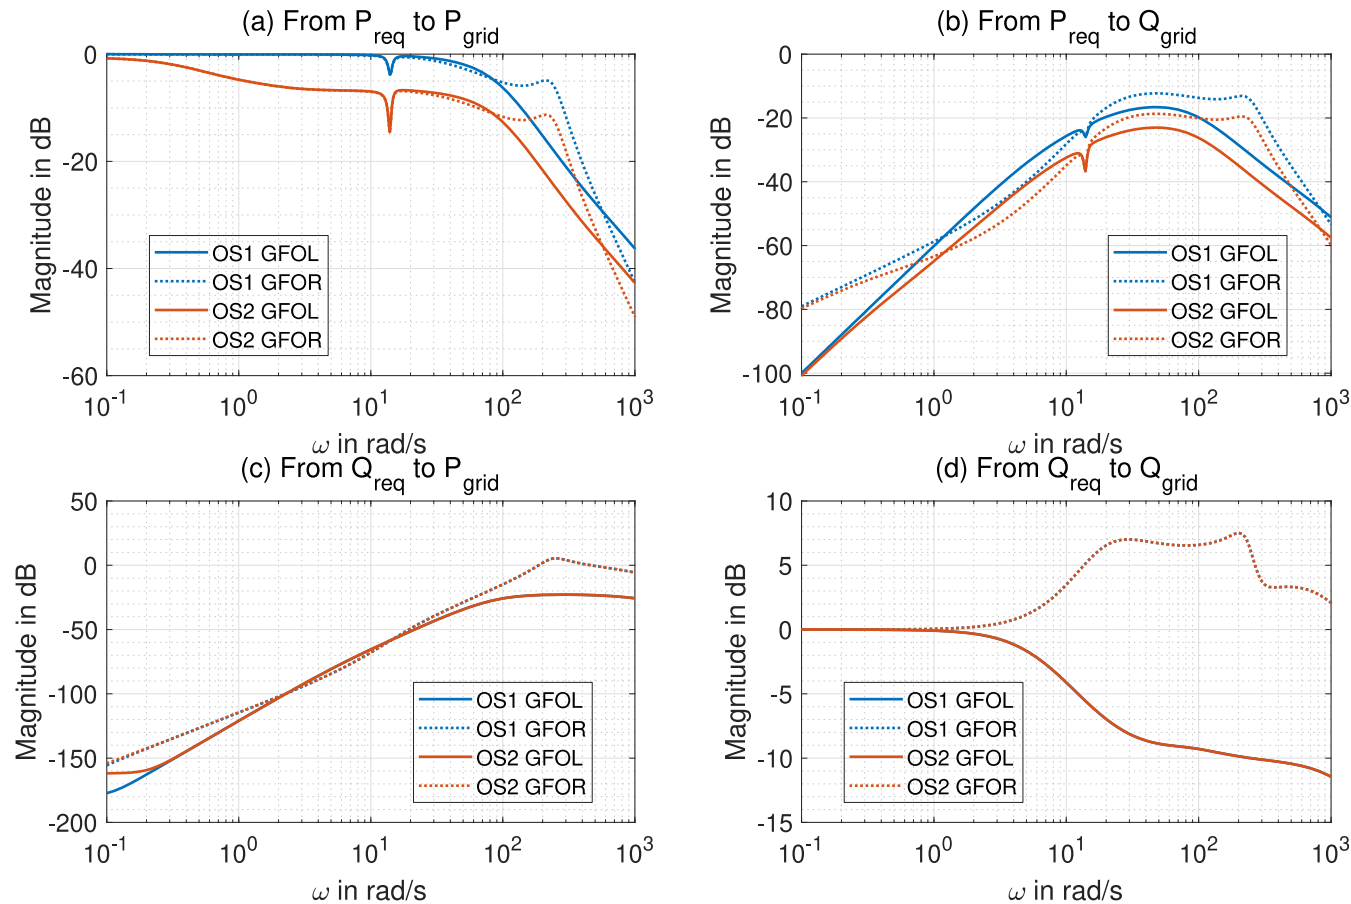 (a) From P_req to P_grid
0
-20
-40
-60
Magnitude in dB
OS1 GFOL
OS1 GFOR
OS2 GFOL
OS2 GFOR
10^-1 10^0 10^1 10^2 10^3
ω in rad/s
(b) From P_req to Q_grid
0
-20
-40
-60
-80
-100
Magnitude in dB
OS1 GFOL
OS1 GFOR
OS2 GFOL
OS2 GFOR
10^-1 10^0 10^1 10^2 10^3
ω in rad/s
(c) From Q_req to P_grid
50
0
-50
-100
-150
-200
Magnitude in dB
OS1 GFOL
OS1 GFOR
OS2 GFOL
OS2 GFOR
10^-1 10^0 10^1 10^2 10^3
ω in rad/s
(d) From Q_req to Q_grid
10
5
0
-5
-10
-15
Magnitude in dB
OS1 GFOL
OS1 GFOR
OS2 GFOL
OS2 GFOR
10^-1 10^0 10^1 10^2 10^3
ω in rad/s